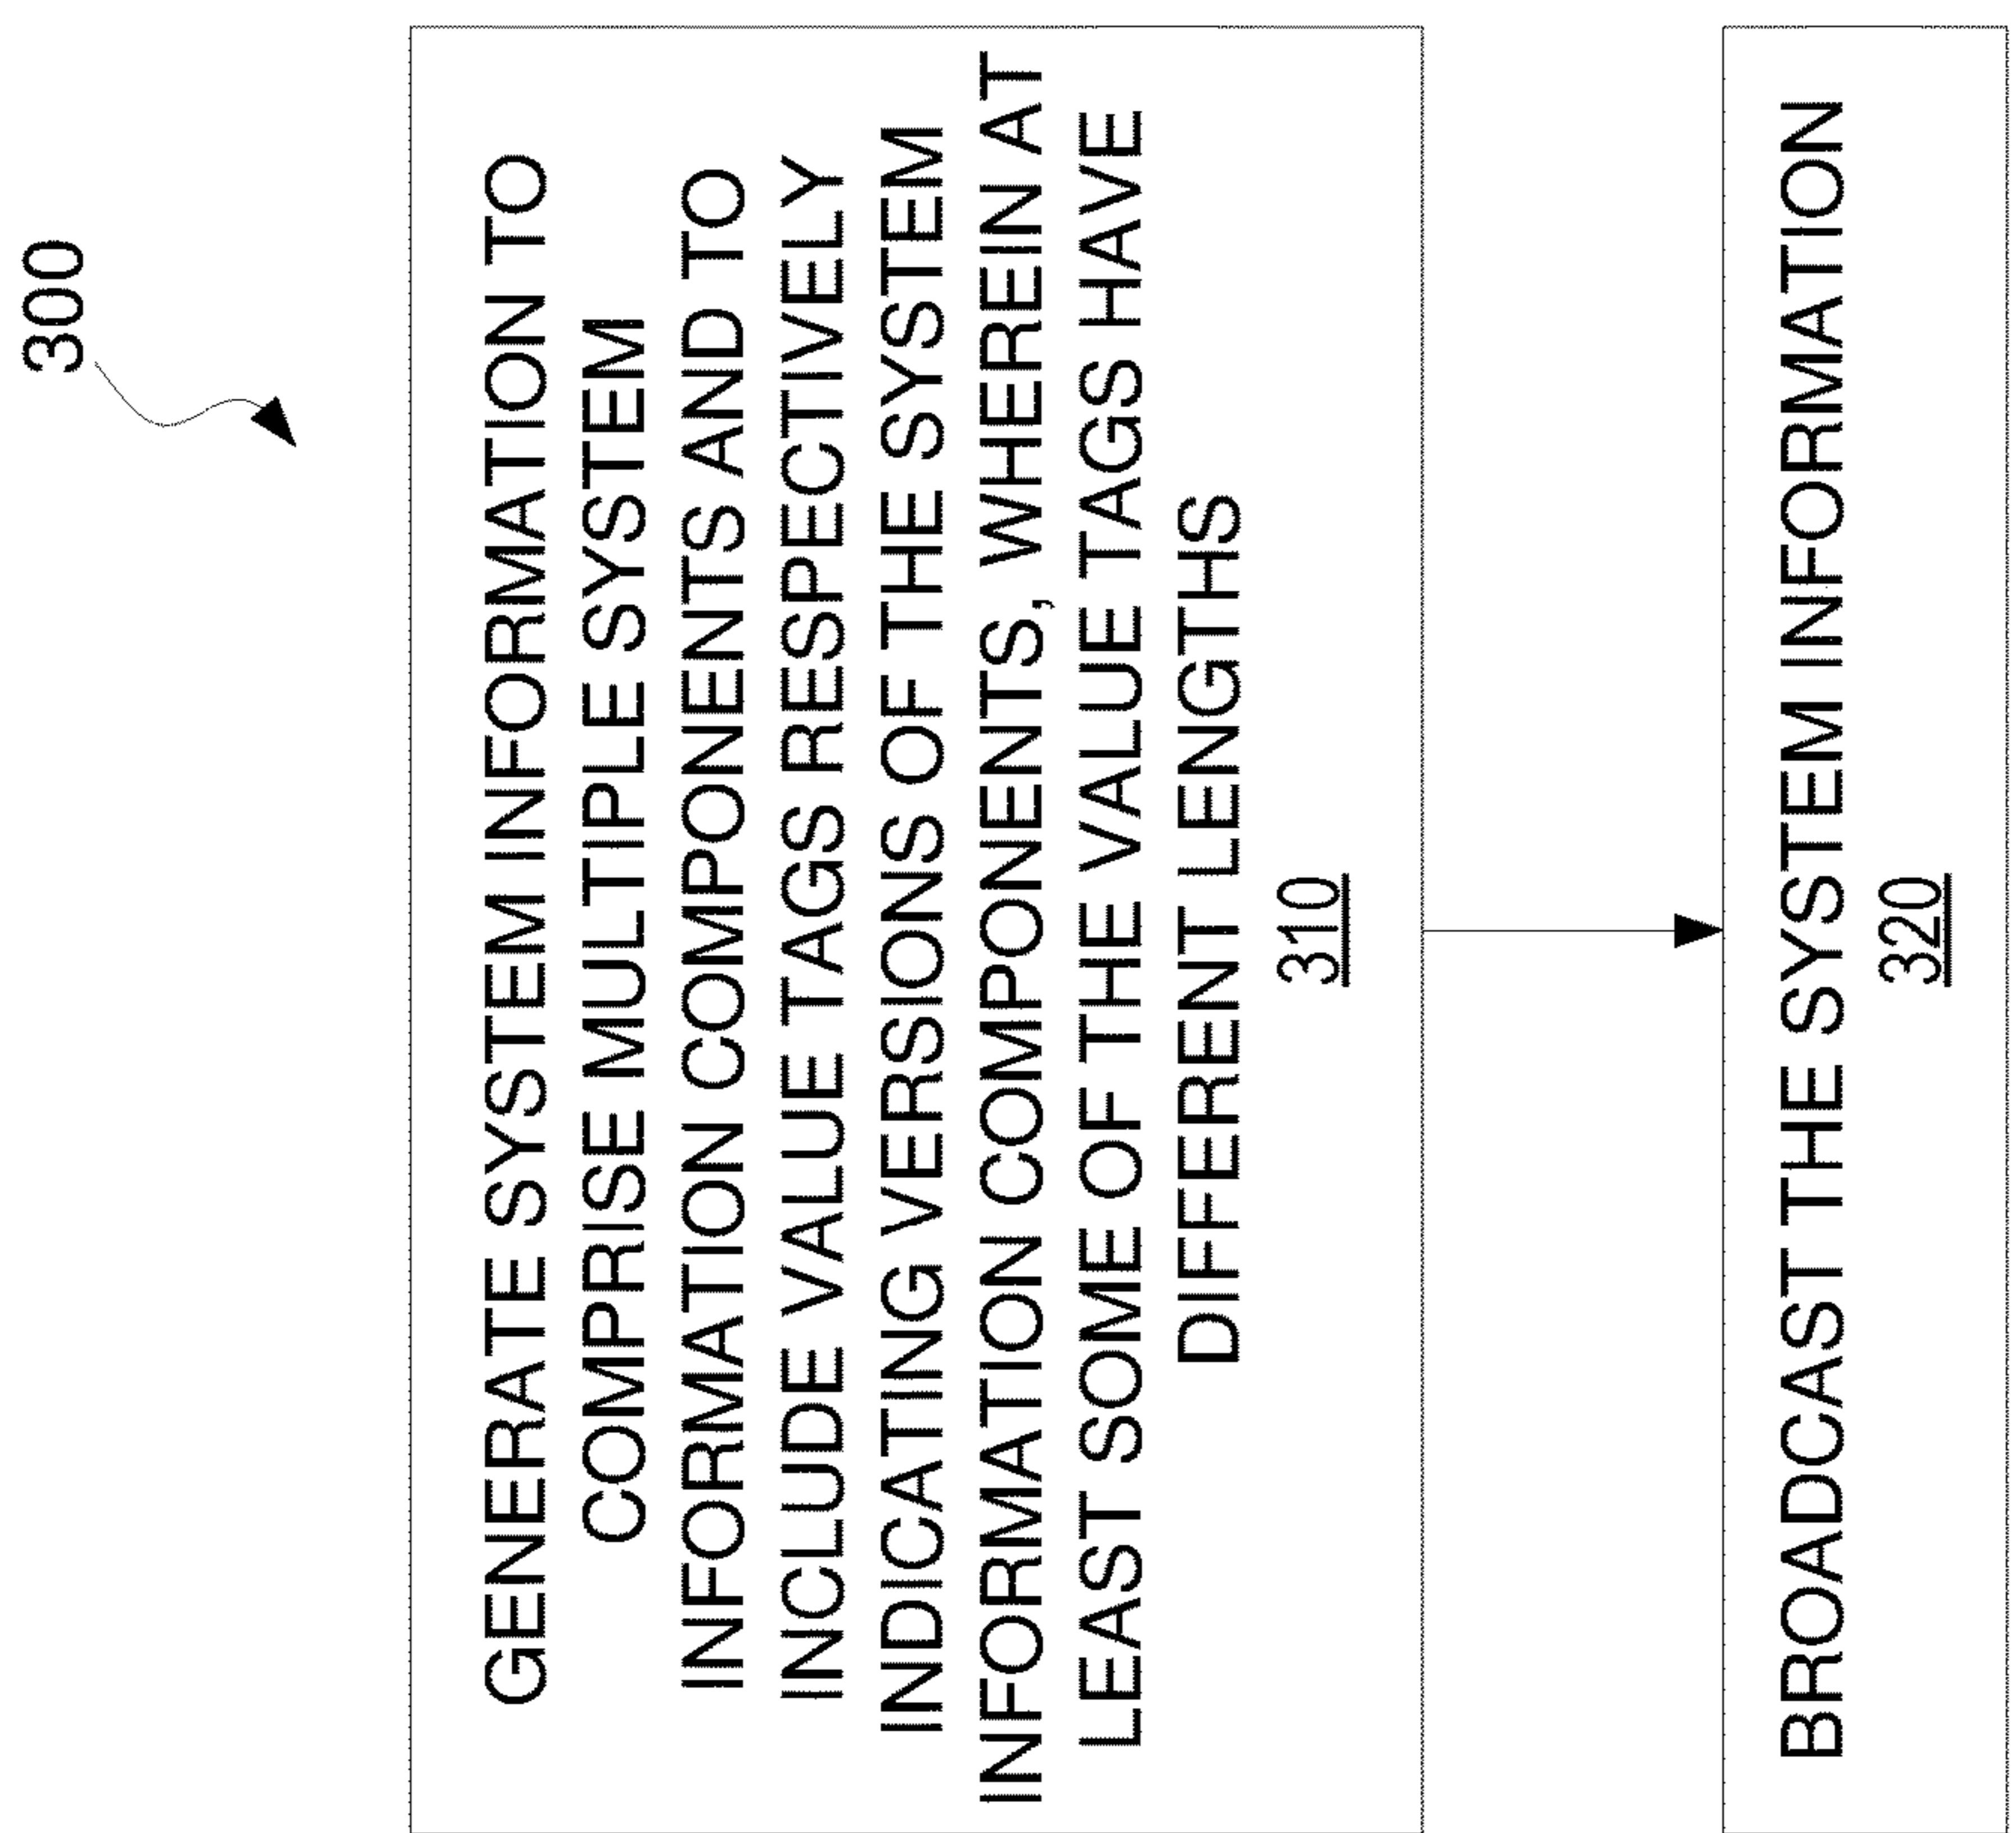 300
GENERATE SYSTEM INFORMATION TO
COMPRISE MULTIPLE SYSTEM
INFORMATION COMPONENTS AND TO
INCLUDE VALUE TAGS RESPECTIVELY
INDICATING VERSIONS OF THE SYSTEM
INFORMATION COMPONENTS, WHEREIN AT
LEAST SOME OF THE VALUE TAGS HAVE
DIFFERENT LENGTHS
310
BROADCAST THE SYSTEM INFORMATION
320